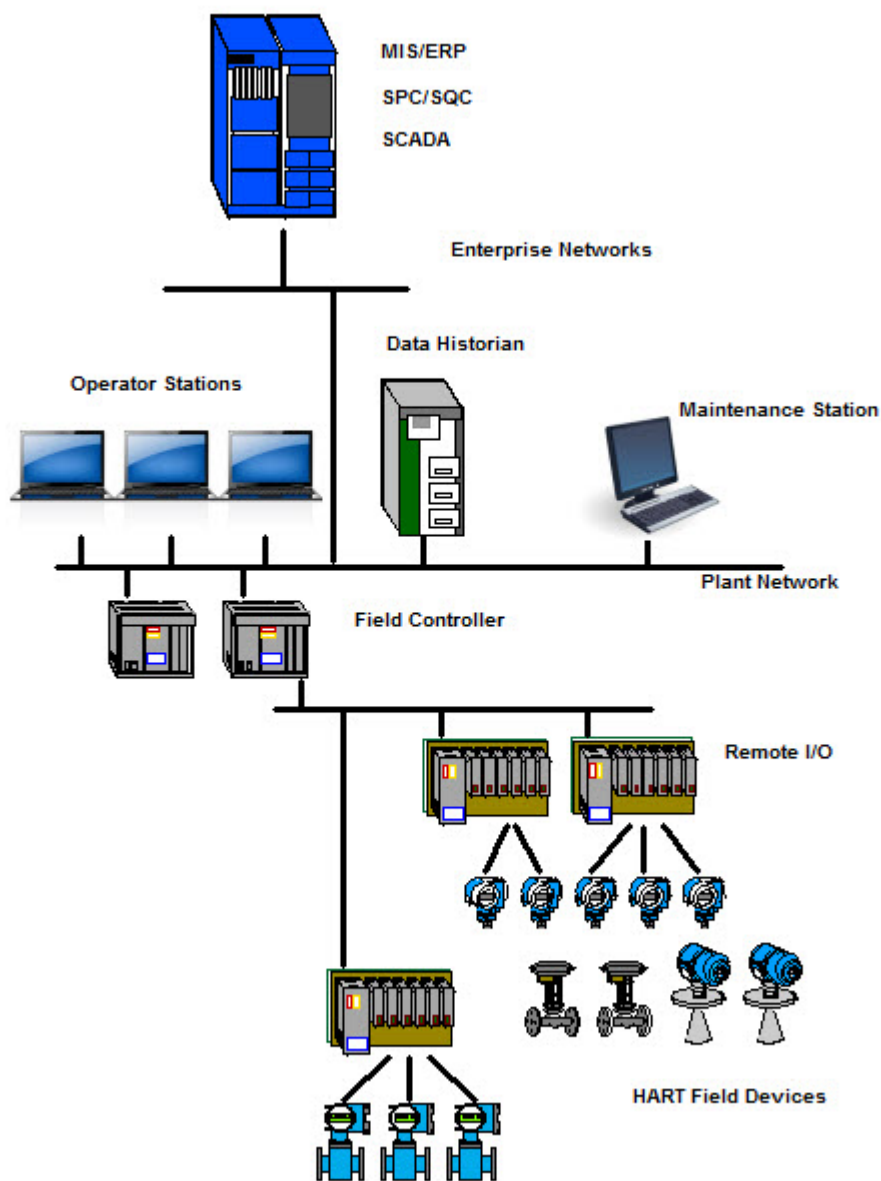 MIS/ERP
SPC/SQC
SCADA
Enterprise Networks
Data Historian
Operator Stations
Maintenance Station
Plant Network
Field Controller
Remote I/O
HART Field Devices